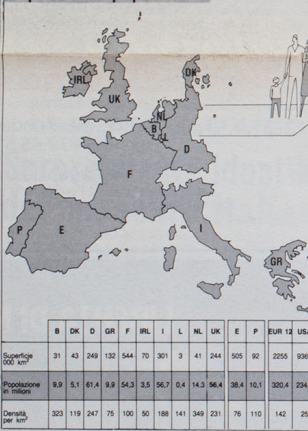 IRL
UK
DK
NL
B
L
D
F
P
E
I
GR
B DK D GR F IRL I L NL UK E P EUR 12 USA
Superficie 31 43 249 132 544 70 301 3 41 244 505 92 2255
000 km²
Popolazione 9,9 5,1 61,4 9,9 54,3 3,5 56,7 0,4 14,3 56,4 38,4 10,1 320,4
in milioni
Densità 323 119 247 75 100 50 188 141 349 231 76 110 142
per km²